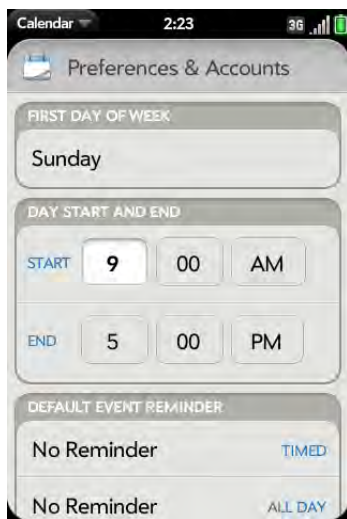 Calendar 2:23 3G
Preferences & Accounts
FIRST DAY OF WEEK
Sunday
DAY START AND END
START 9 00 AM
END 5 00 PM
DEFAULT EVENT REMINDER
No Reminder TIMED
No Reminder ALL DAY